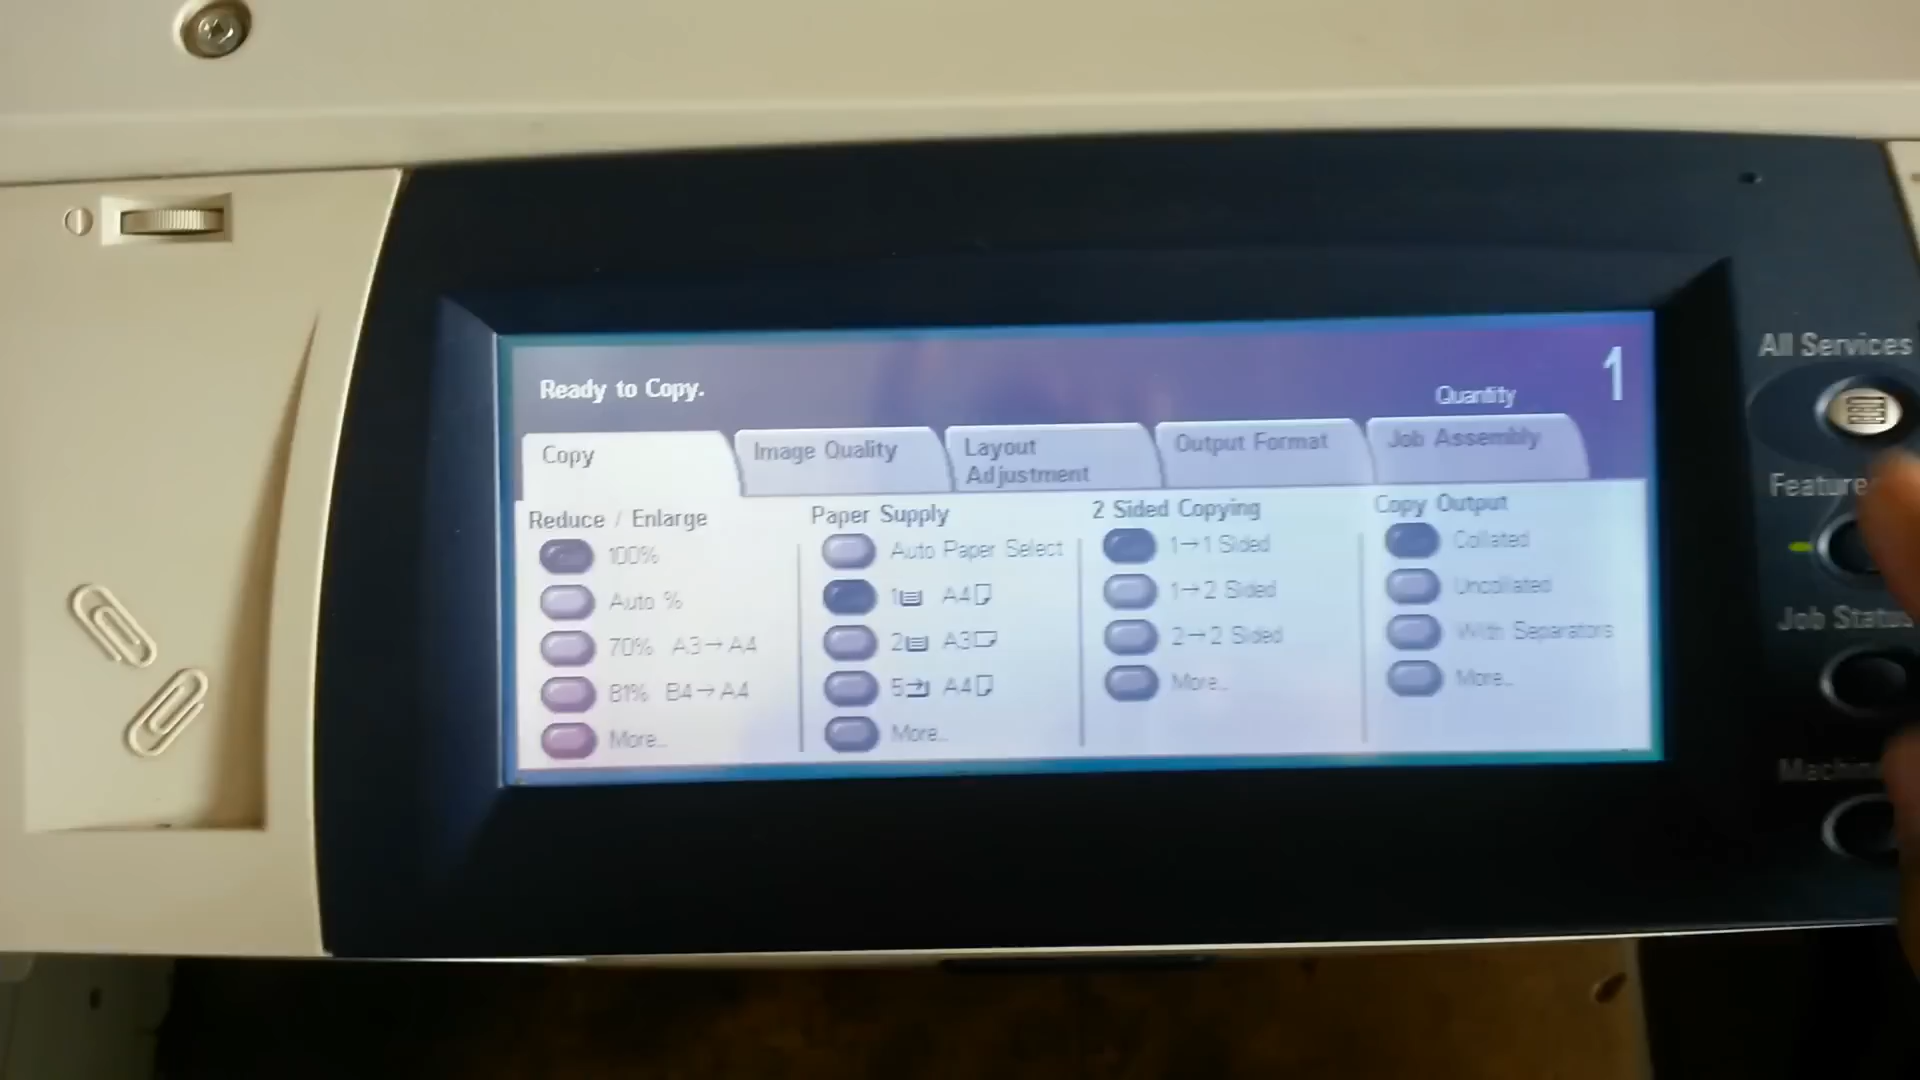 Ready to Copy.
Quantity
1
Copy
Image Quality
Layout
Adjustment
Output Format
Job Assembly
Reduce / Enlarge
100%
Auto %
70% A3→A4
81% B4→A4
More...
Paper Supply
Auto Paper Select
1 A4
2 A3
5 A4
More...
2 Sided Copying
1→1 Sided
1→2 Sided
2→2 Sided
More...
Copy Output
Collated
Uncollated
With Separators
More...
All Services
Feature
Job Status
Machin